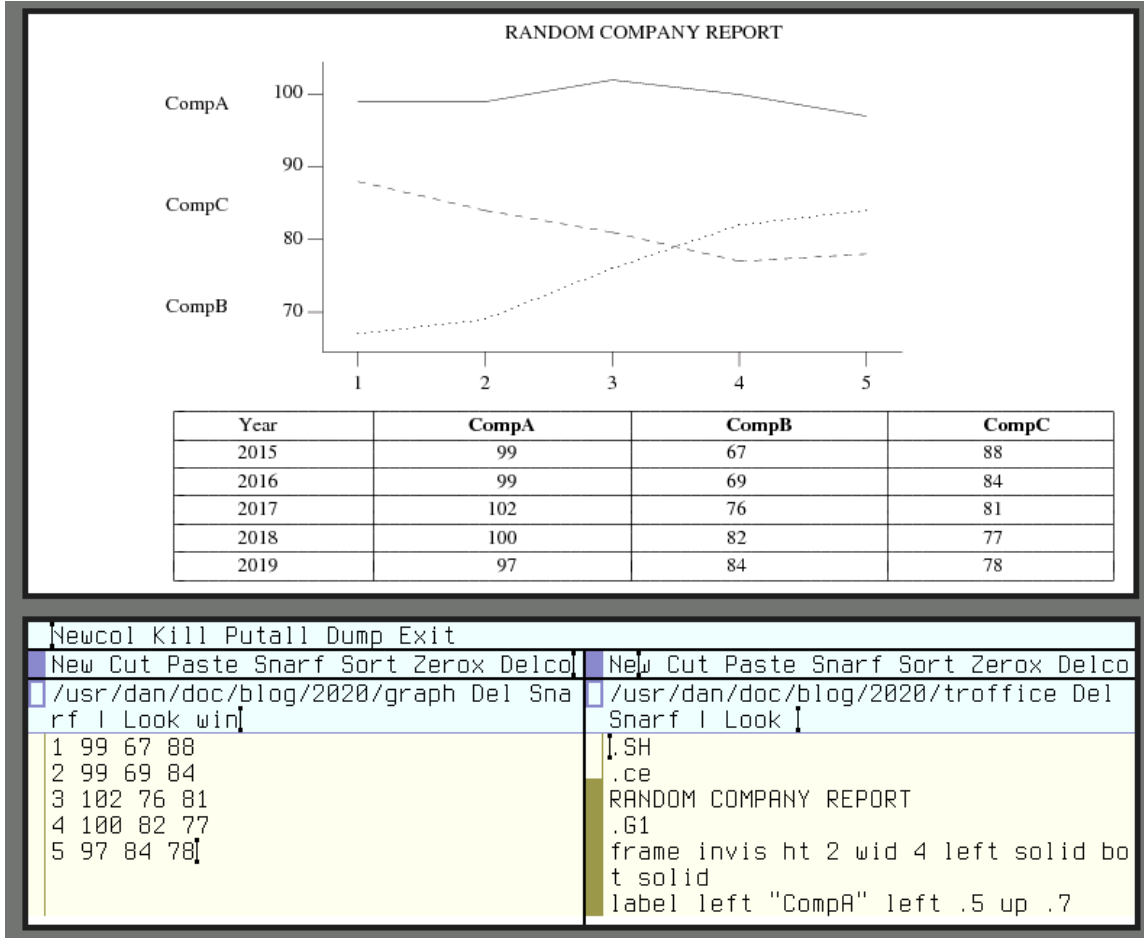 RANDOM COMPANY REPORT
100
CompA
90
CompC
80
CompB
70
1 2 3 4 5
Year CompA CompB CompC
2015 99 67 88
2016 99 69 84
2017 102 76 81
2018 100 82 77
2019 97 84 78
Newcol Kill Putall Dump Exit
New Cut Paste Snarf Sort Zerox Delco
/usr/dan/doc/blog/2020/graph Del Sna
rf | Look win
1 99 67 88
2 99 69 84
3 102 76 81
4 100 82 77
5 97 84 78
New Cut Paste Snarf Sort Zerox Delco
/usr/dan/doc/blog/2020/troffice Del
Snarf | Look
.SH
.ce
RANDOM COMPANY REPORT
.G1
frame invis ht 2 wid 4 left solid bo
t solid
label left "CompA" left .5 up .7